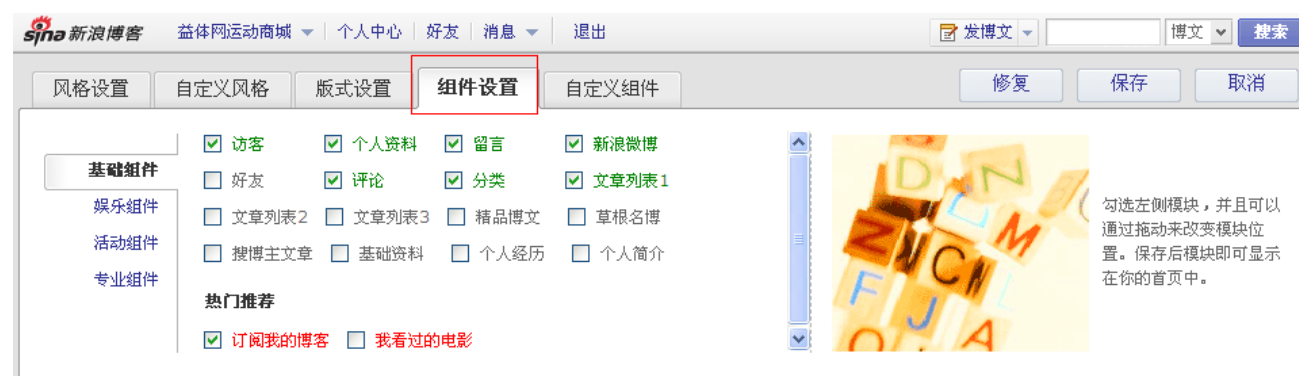 sina 新浪博客 益体网运动商城 个人中心 好友 消息 退出 发博文 博文 搜索
风格设置 自定义风格 版式设置 组件设置 自定义组件 修复 保存 取消
访客 个人资料 留言 新浪微博
基础组件
好友 评论 分类 文章列表1
娱乐组件
文章列表2 文章列表3 精品博文 草根名博
活动组件
搜博主文章 基础资料 个人经历 个人简介
专业组件
热门推荐
订阅我的博客 我看过的电影
D N
Z I C M
F J A
O
勾选左侧模块，并且可以
通过拖动来改变模块位
置。保存后模块即可显示
在你的首页中。